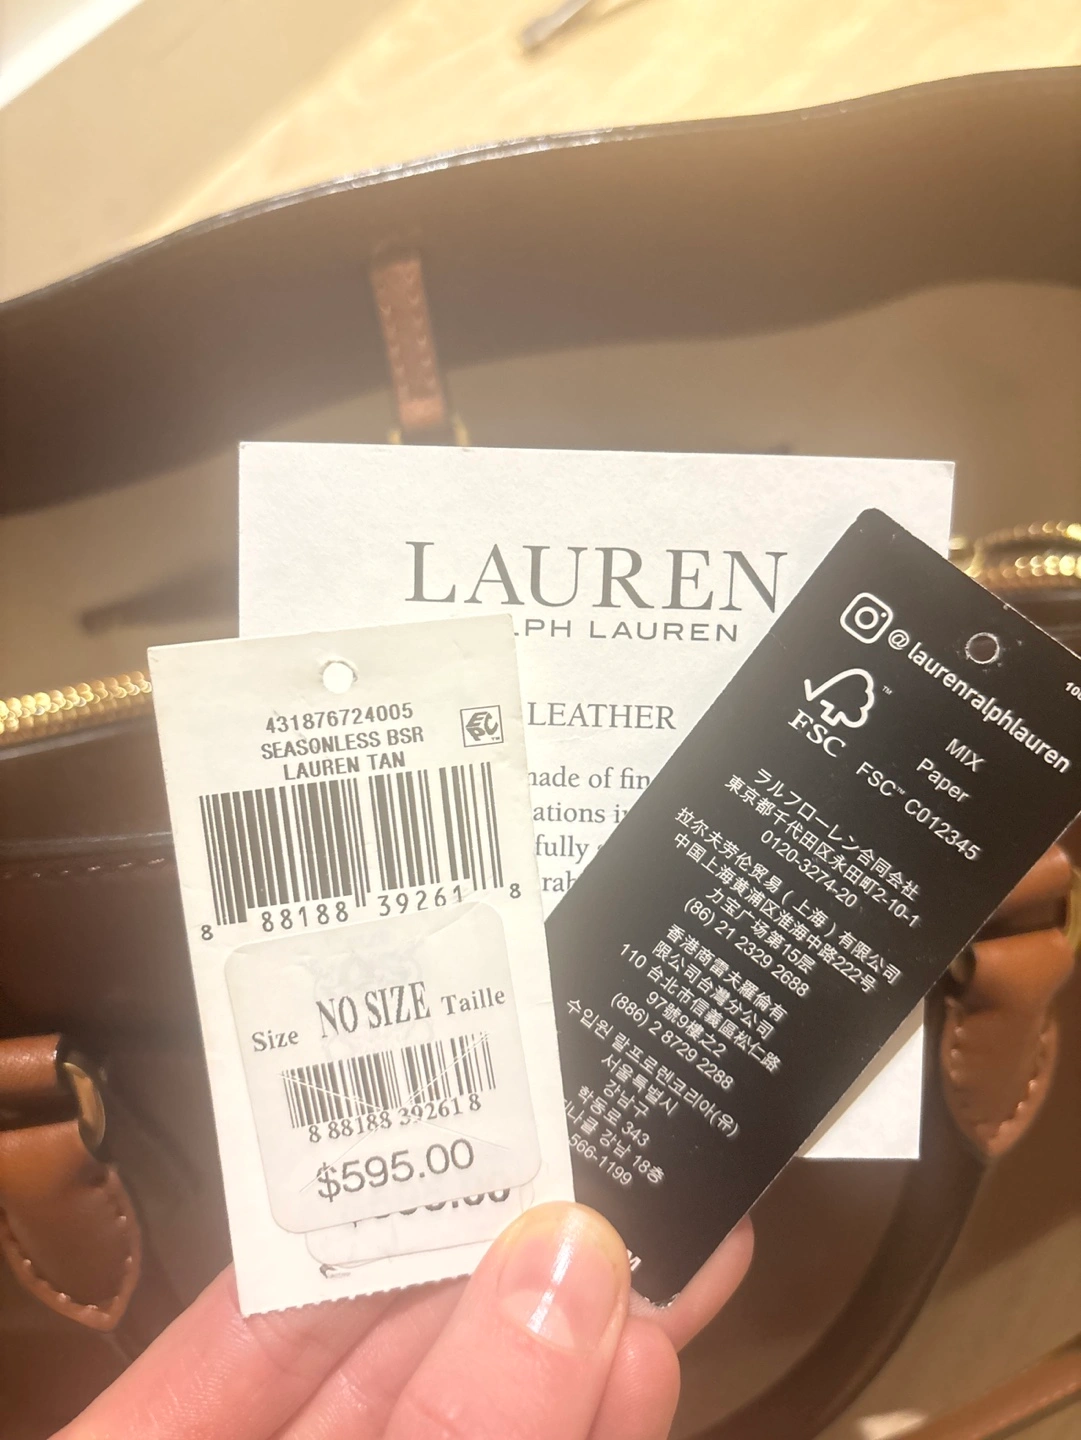 LAUREN
LPH LAUREN
LEATHER
made of fin
ations in
fully
431876724005
SEASONLESS BSR
LAUREN TAN
EPC™
8 88188 39261 8
Size NO SIZE Taille
8 88188 39261 8
$595.00
@laurenralphlauren
FSC™
MIX
Paper
FSC™ C012345
ラルフローレン合同会社
東京都千代田区永田町2-10-1
0120-3274-20
拉尔夫劳伦贸易(上海)有限公司
中国上海黄浦区淮海中路222号
力宝广场第15层
(86) 21 2329 2688
香港商雷夫羅倫有
限公司台灣分公司
110 台北市信義區松仁路
97號9樓之2
(886) 2 8729 2288
수입원 랄프로렌코리아(유)
서울특별시
강남구
학동로 343
강남 18층
566-1199